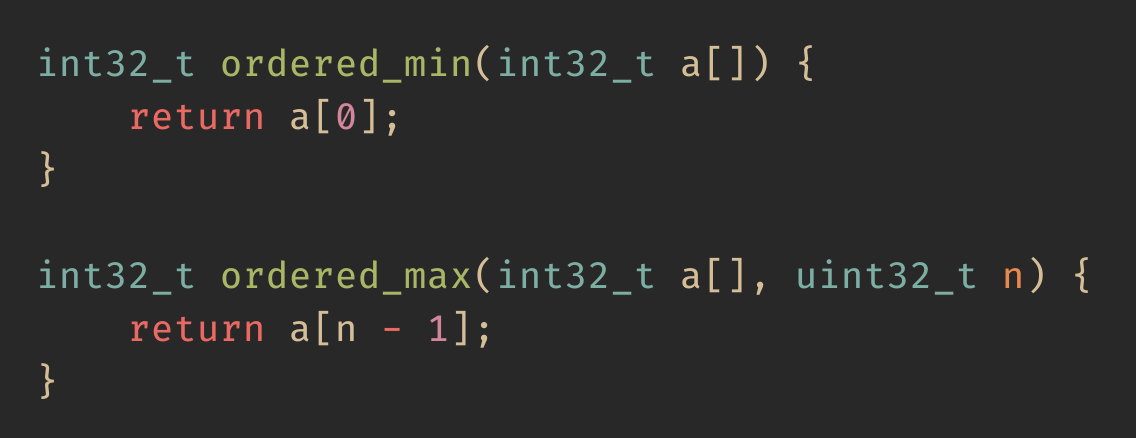 int32_t ordered_min(int32_t a[]) {
    return a[0];
}

int32_t ordered_max(int32_t a[], uint32_t n) {
    return a[n - 1];
}